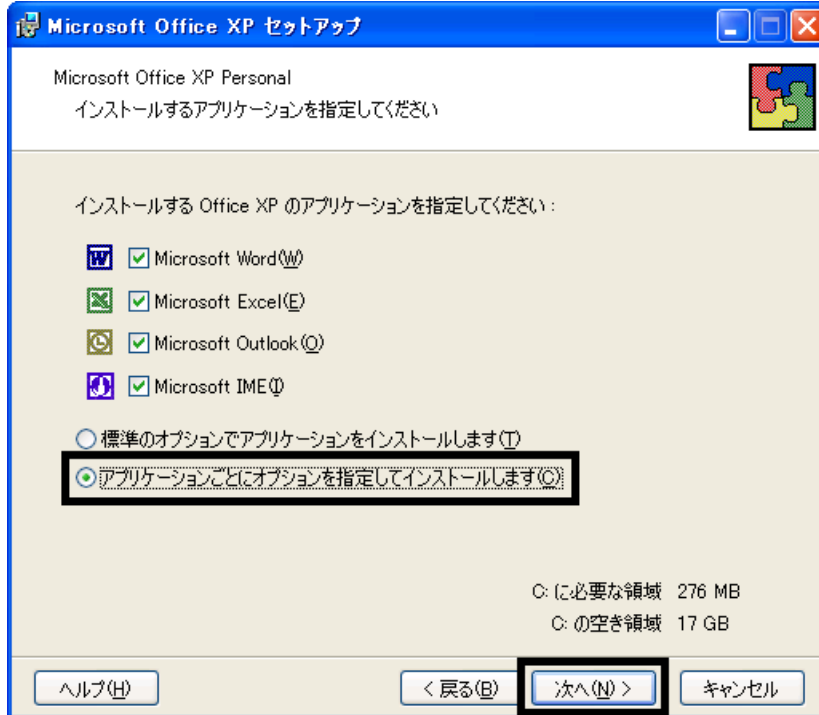 Microsoft Office XP セットアップ
Microsoft Office XP Personal
インストールするアプリケーションを指定してください
インストールする Office XP のアプリケーションを指定してください:
Microsoft Word(W)
Microsoft Excel(E)
Microsoft Outlook(O)
Microsoft IME(I)
標準のオプションでアプリケーションをインストールします(T)
アプリケーションごとにオプションを指定してインストールします(C)
C: に必要な領域 276 MB
C: の空き領域 17 GB
ヘルプ(H) < 戻る(B) 次へ(N) > キャンセル